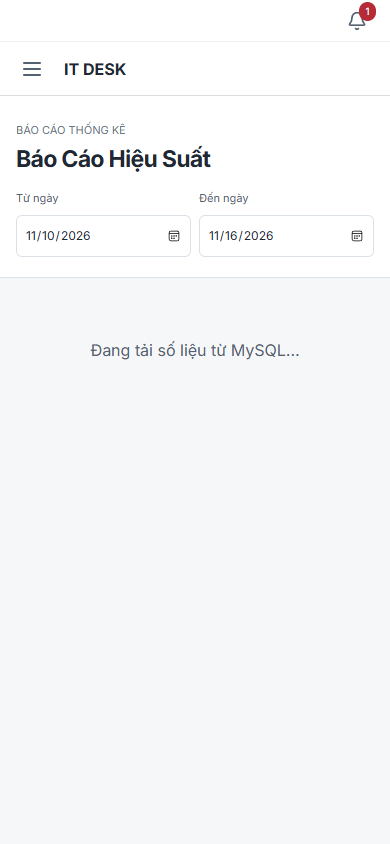 1
IT DESK
BÁO CÁO THỐNG KÊ
Báo Cáo Hiệu Suất
Từ ngày
Đến ngày
11/10/2026
11/16/2026
Đang tải số liệu từ MySQL...